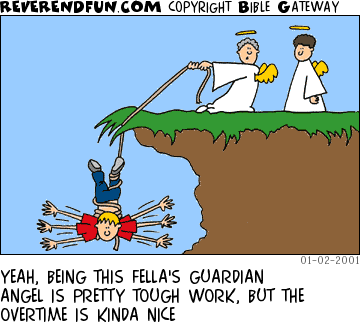 REVERENDFUN.COM COPYRIGHT BIBLE GATEWAY
01-02-2001
YEAH, BEING THIS FELLA'S GUARDIAN
ANGEL IS PRETTY TOUGH WORK, BUT THE
OVERTIME IS KINDA NICE